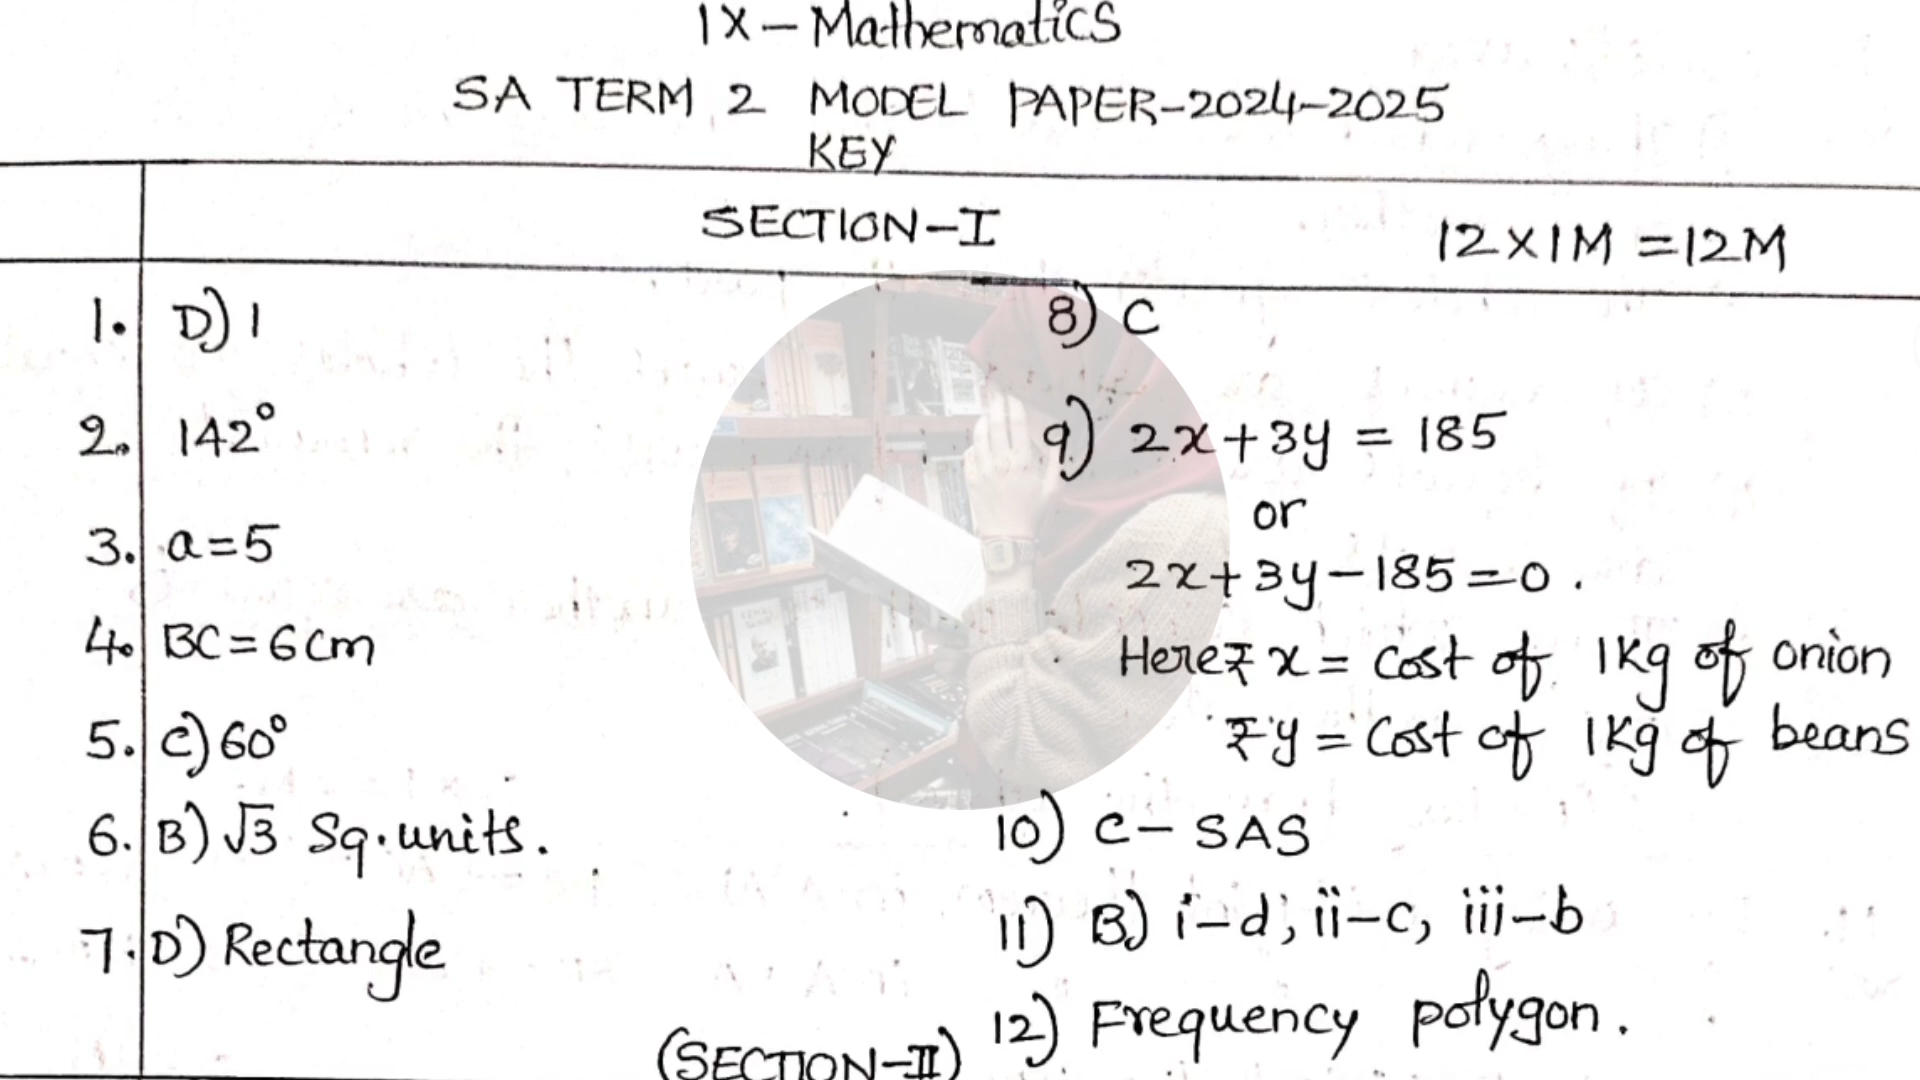 IX - Mathematics
SA TERM 2 MODEL PAPER-2024-2025
KEY
SECTION-I 12×1M=12M
1. D) 1
2. 142°
3. a=5
4. BC=6cm
5. C) 60°
6. B) √3 Sq.units.
7. D) Rectangle
8) C
9) 2x+3y = 185
or
2x+3y-185=0.
Here ₹ x = Cost of 1Kg of onion
₹ y = Cost of 1Kg of beans
10) C- SAS
11) B) i-d, ii-c, iii-b
12) Frequency polygon.
(SECTION-II)